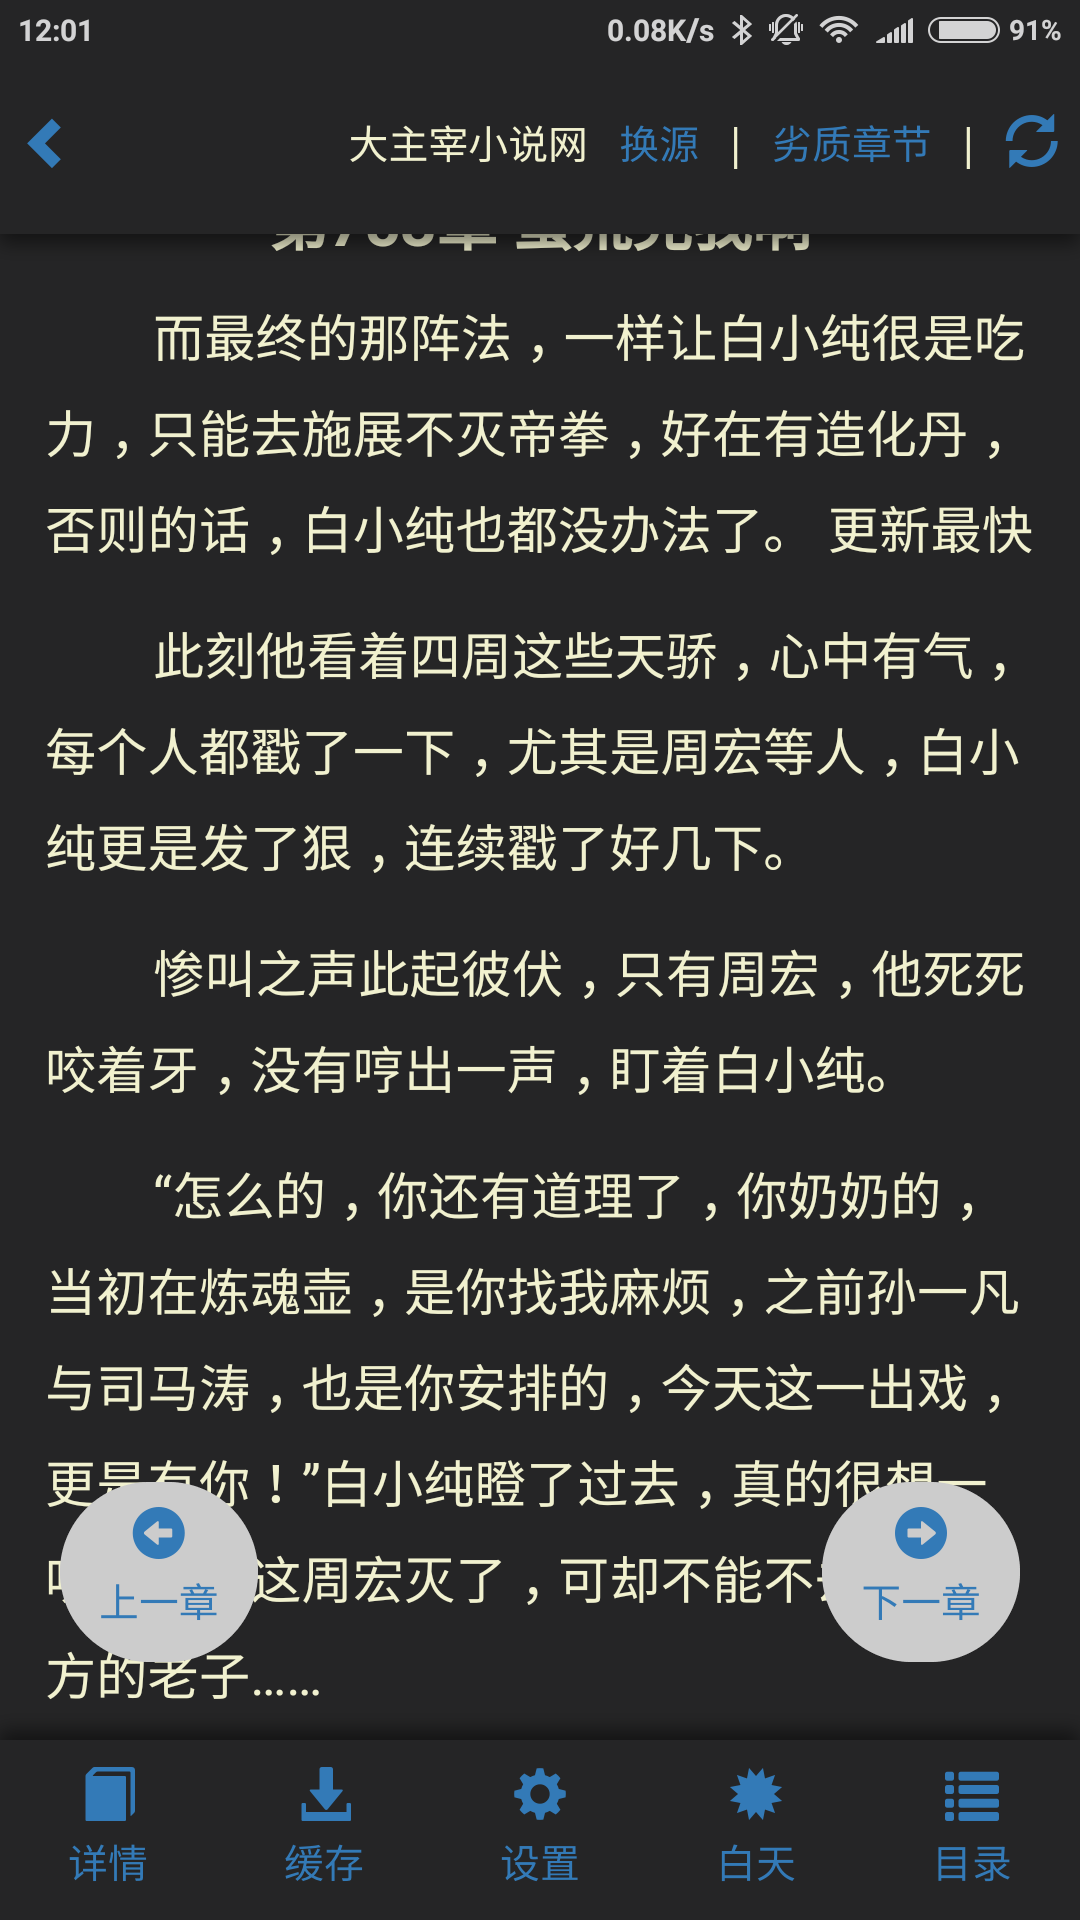 12:01 0.08K/s 91%
大主宰小说网 换源 | 劣质章节 |
而最终的那阵法，一样让白小纯很是吃
力，只能去施展不灭帝拳，好在有造化丹，
否则的话，白小纯也都没办法了。 更新最快
此刻他看着四周这些天骄，心中有气，
每个人都戳了一下，尤其是周宏等人，白小
纯更是发了狠，连续戳了好几下。
惨叫之声此起彼伏，只有周宏，他死死
咬着牙，没有哼出一声，盯着白小纯。
“怎么的，你还有道理了，你奶奶的，
当初在炼魂壶，是你找我麻烦，之前孙一凡
与司马涛，也是你安排的，今天这一出戏，
更是有你！”白小纯瞪了过去，真的很想一
这周宏灭了，可却不能不
方的老子……
上一章
下一章
详情 缓存 设置 白天 目录